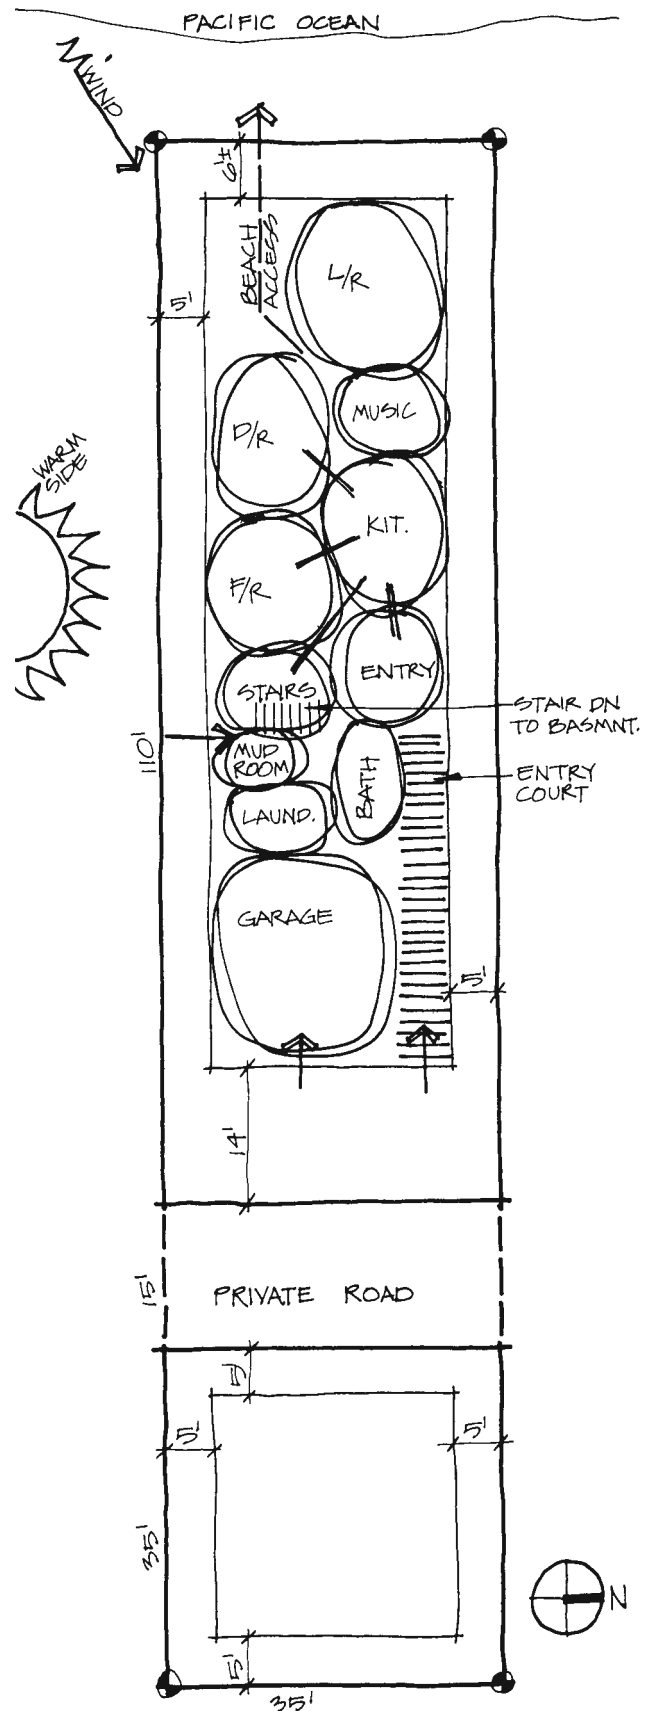 PACIFIC OCEAN
WIND
6'±
BEACH
ACCESS
L/R
5'
MUSIC
D/R
WARM
SIDE
KIT.
F/R
ENTRY
STAIRS
STAIR DN
TO BASMNT.
110'
MUD
ROOM
ENTRY
COURT
BATH
LAUND.
GARAGE
5'
14'
15'
PRIVATE ROAD
5'
5'
5'
35'
N
5'
35'